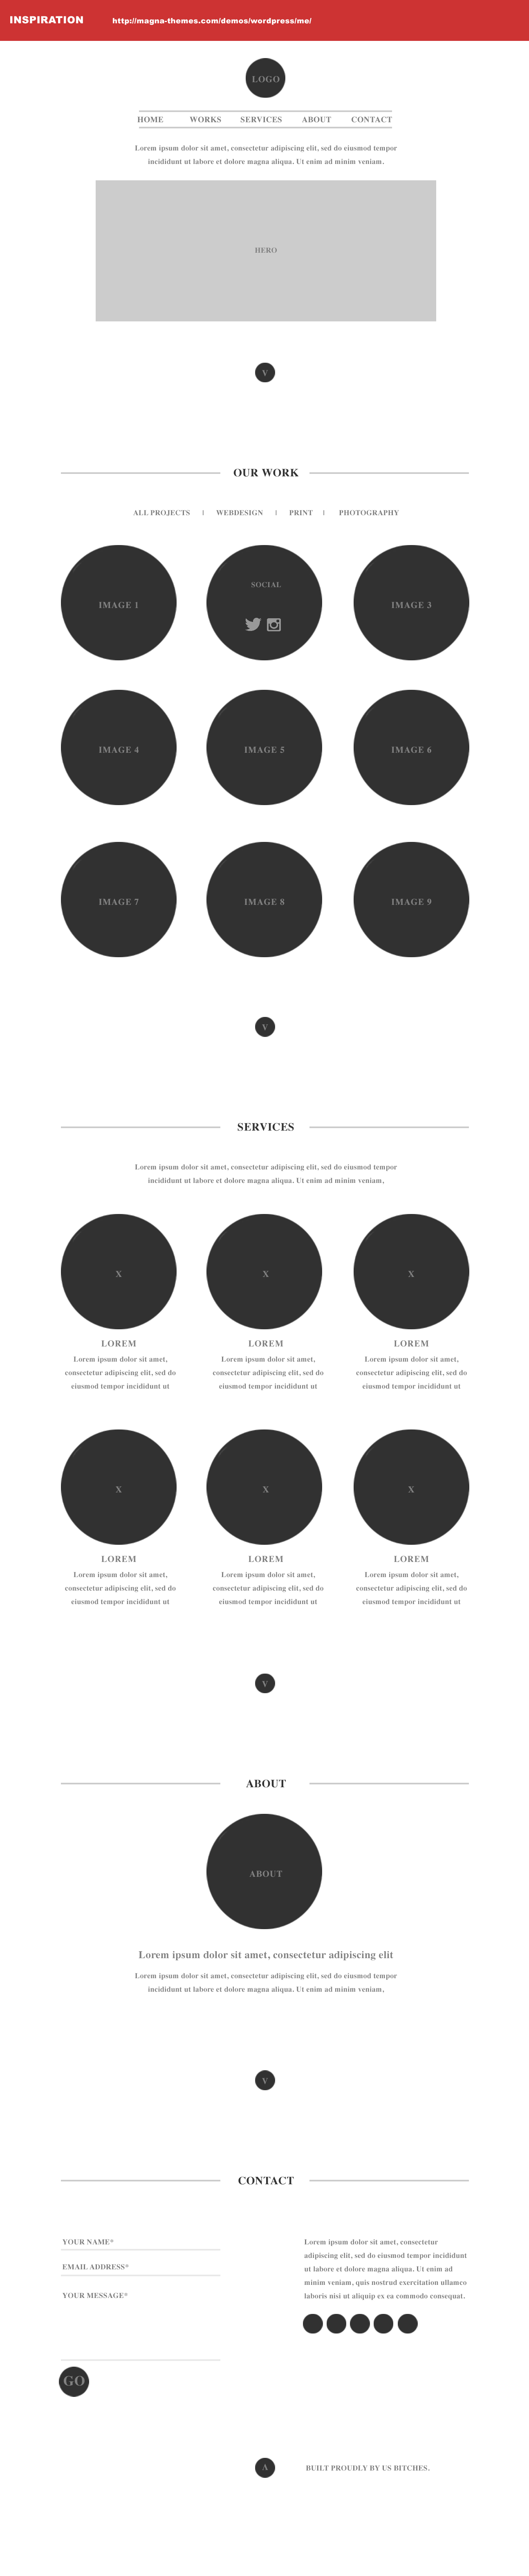 INSPIRATION http://magna-themes.com/demos/wordpress/me/
LOGO
HOME WORKS SERVICES ABOUT CONTACT
Lorem ipsum dolor sit amet, consectetur adipiscing elit, sed do eiusmod tempor
incididunt ut labore et dolore magna aliqua. Ut enim ad minim veniam.
HERO
V
OUR WORK
ALL PROJECTS | WEBDESIGN | PRINT | PHOTOGRAPHY
IMAGE 1 SOCIAL IMAGE 3
IMAGE 4 IMAGE 5 IMAGE 6
IMAGE 7 IMAGE 8 IMAGE 9
V
SERVICES
Lorem ipsum dolor sit amet, consectetur adipiscing elit, sed do eiusmod tempor
incididunt ut labore et dolore magna aliqua. Ut enim ad minim veniam,
X X X
LOREM LOREM LOREM
Lorem ipsum dolor sit amet, Lorem ipsum dolor sit amet, Lorem ipsum dolor sit amet,
consectetur adipiscing elit, sed do consectetur adipiscing elit, sed do consectetur adipiscing elit, sed do
eiusmod tempor incididunt ut eiusmod tempor incididunt ut eiusmod tempor incididunt ut
X X X
LOREM LOREM LOREM
Lorem ipsum dolor sit amet, Lorem ipsum dolor sit amet, Lorem ipsum dolor sit amet,
consectetur adipiscing elit, sed do consectetur adipiscing elit, sed do consectetur adipiscing elit, sed do
eiusmod tempor incididunt ut eiusmod tempor incididunt ut eiusmod tempor incididunt ut
V
ABOUT
ABOUT
Lorem ipsum dolor sit amet, consectetur adipiscing elit
Lorem ipsum dolor sit amet, consectetur adipiscing elit, sed do eiusmod tempor
incididunt ut labore et dolore magna aliqua. Ut enim ad minim veniam,
V
CONTACT
YOUR NAME*
EMAIL ADDRESS*
YOUR MESSAGE*
GO
Lorem ipsum dolor sit amet, consectetur
adipiscing elit, sed do eiusmod tempor incididunt
ut labore et dolore magna aliqua. Ut enim ad
minim veniam, quis nostrud exercitation ullamco
laboris nisi ut aliquip ex ea commodo consequat.
A BUILT PROUDLY BY US BITCHES.